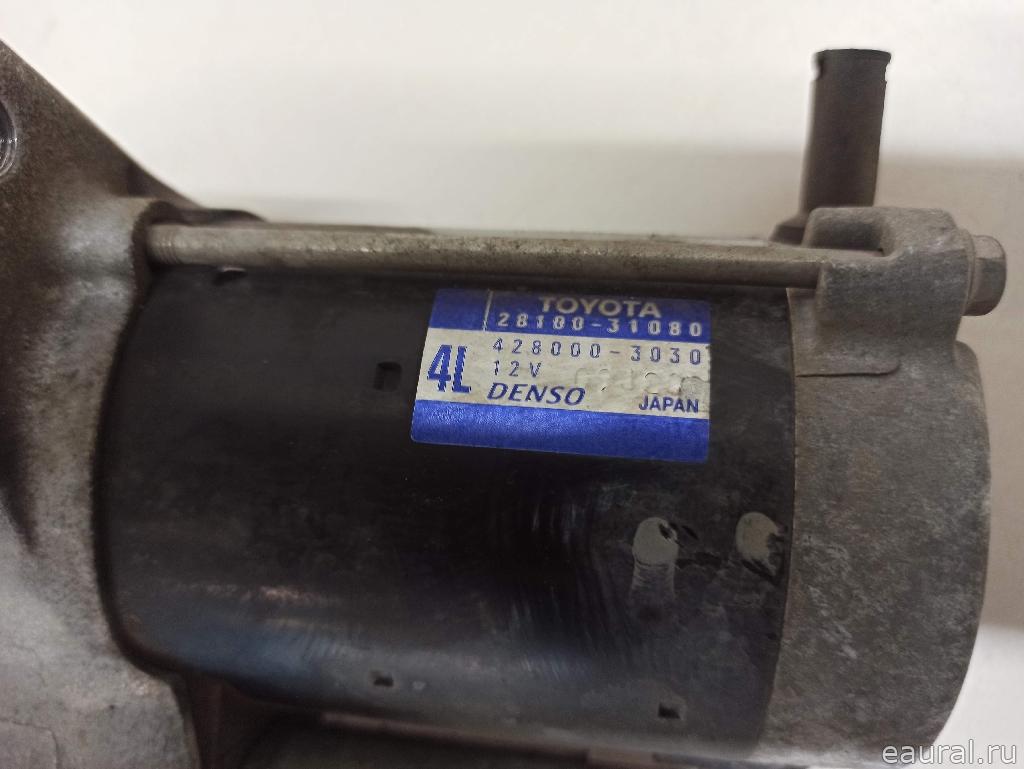 TOYOTA
28100-31080
428000-3030
4L 12V
DENSO JAPAN
eaural.ru